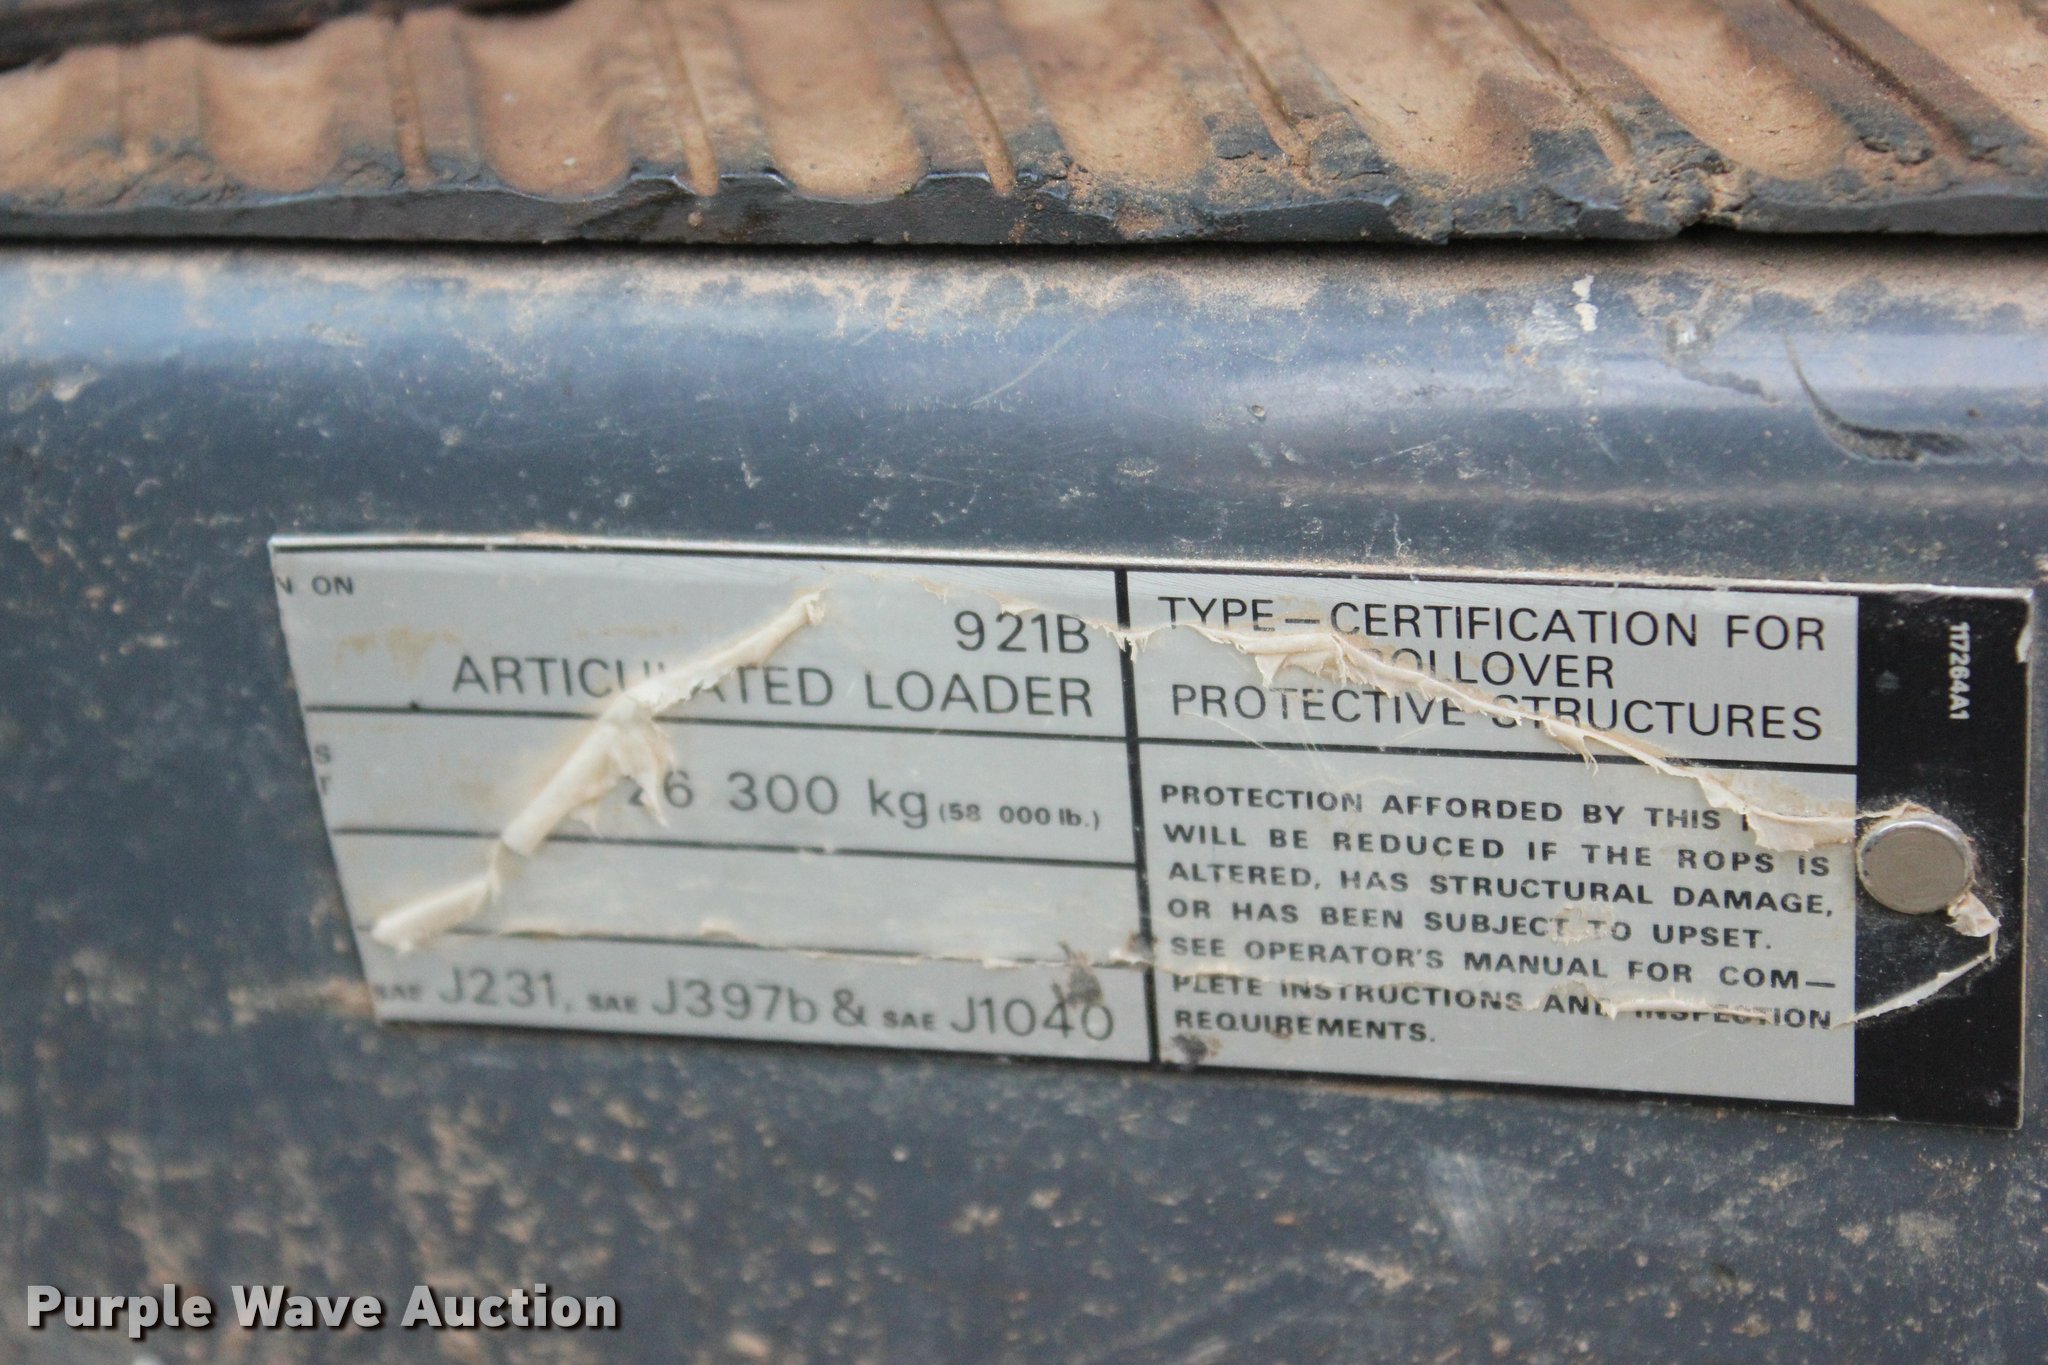 N ON
921B
ARTICULATED LOADER
S
T
26 300 kg (58 000 lb.)
SAE J231, SAE J397b & SAE J1040
TYPE—CERTIFICATION FOR
ROLLOVER
PROTECTIVE STRUCTURES
PROTECTION AFFORDED BY THIS
WILL BE REDUCED IF THE ROPS IS
ALTERED, HAS STRUCTURAL DAMAGE,
OR HAS BEEN SUBJECT TO UPSET.
SEE OPERATOR'S MANUAL FOR COM—
PLETE INSTRUCTIONS AND INSPECTION
REQUIREMENTS.
117264A1
Purple Wave Auction